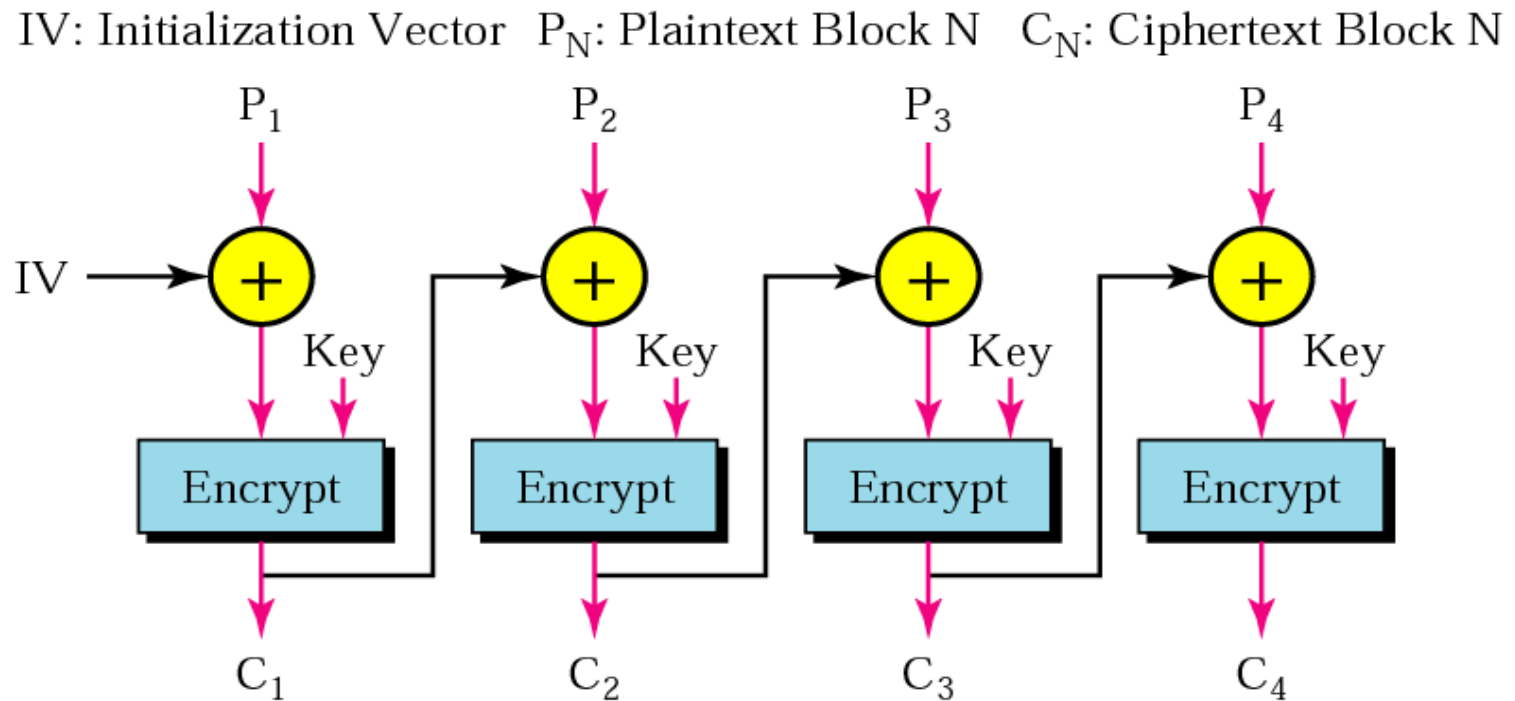 IV: Initialization Vector P_N: Plaintext Block N C_N: Ciphertext Block N
P_1 P_2 P_3 P_4
IV + + + +
Key Key Key Key
Encrypt Encrypt Encrypt Encrypt
C_1 C_2 C_3 C_4